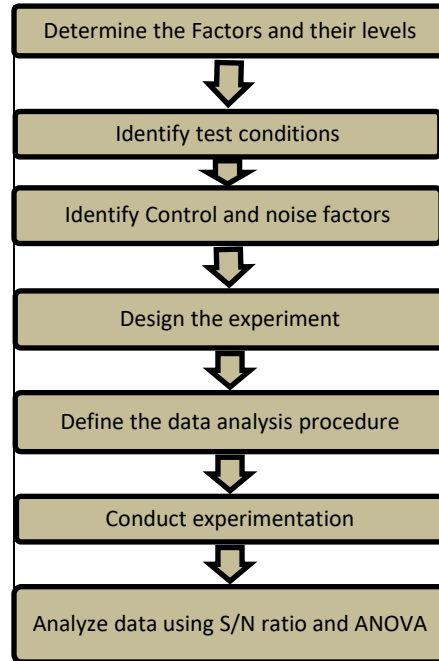 Determine the Factors and their levels
Identify test conditions
Identify Control and noise factors
Design the experiment
Define the data analysis procedure
Conduct experimentation
Analyze data using S/N ratio and ANOVA